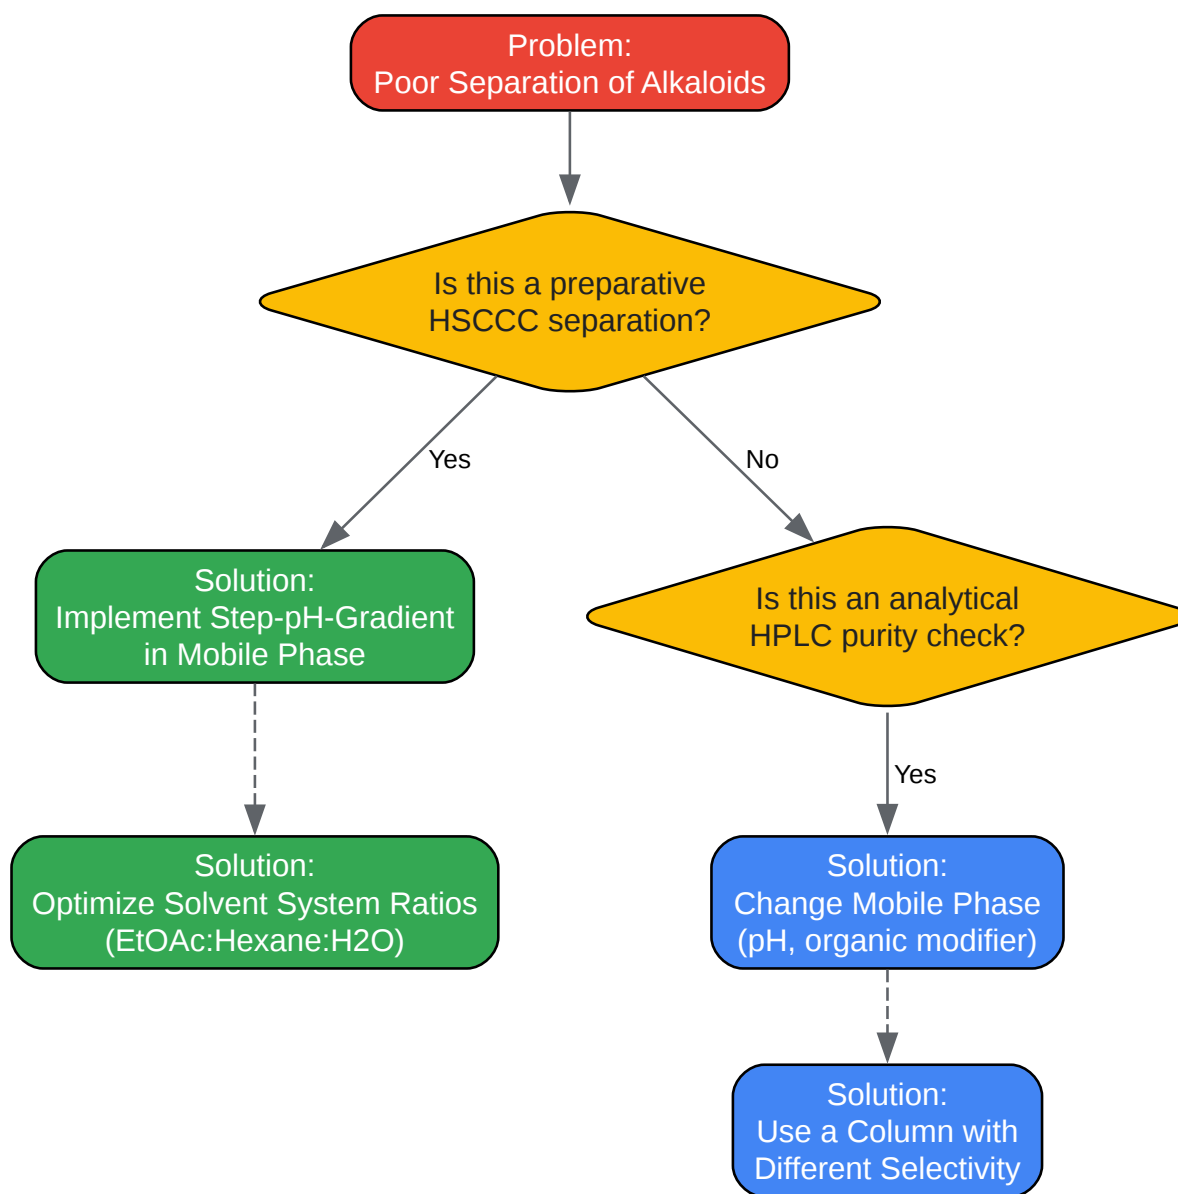 Problem:
Poor Separation of Alkaloids
Is this a preparative
HSCCC separation?
Yes
No
Solution:
Implement Step-pH-Gradient
in Mobile Phase
Is this an analytical
HPLC purity check?
Yes
Solution:
Optimize Solvent System Ratios
(EtOAc:Hexane:H2O)
Solution:
Change Mobile Phase
(pH, organic modifier)
Solution:
Use a Column with
Different Selectivity